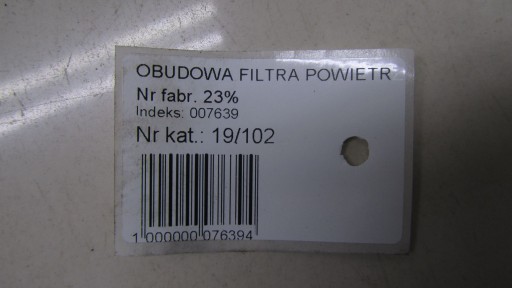 OBUDOWA FILTRA POWIETR
Nr fabr. 23%
Indeks: 007639
Nr kat.: 19/102
1 000000 076394